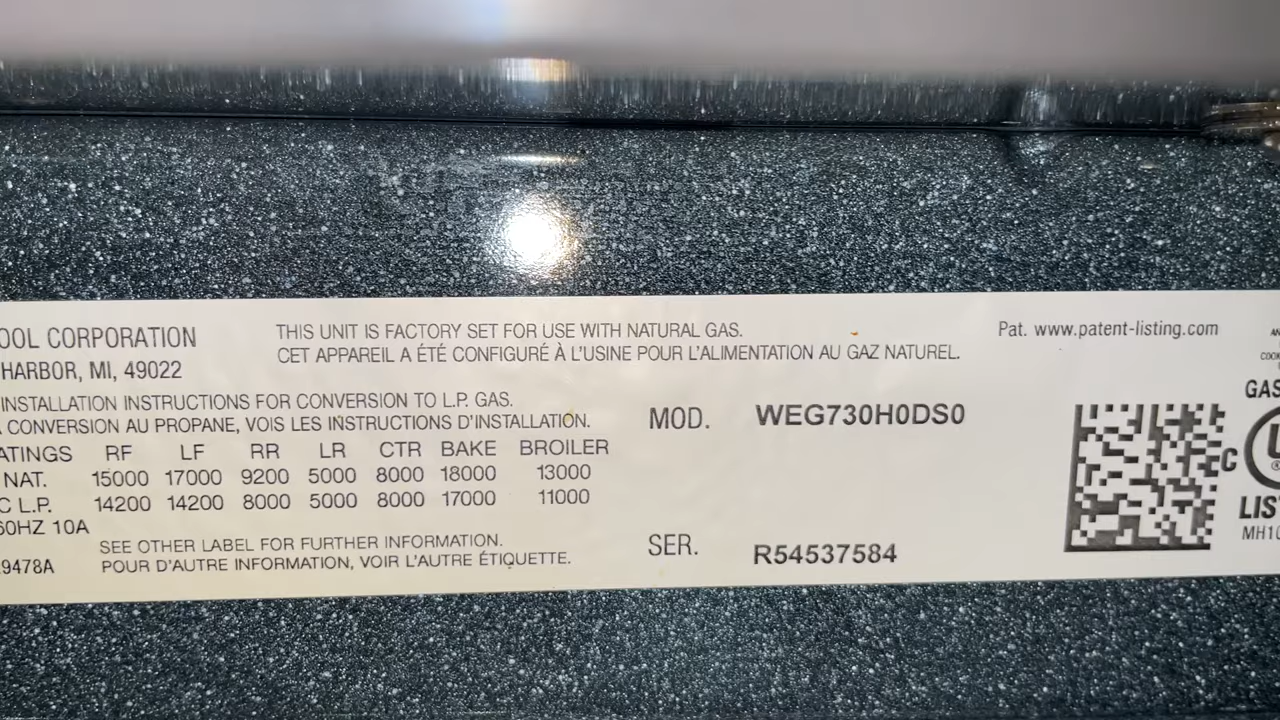 OOL CORPORATION
HARBOR, MI, 49022
THIS UNIT IS FACTORY SET FOR USE WITH NATURAL GAS.
CET APPAREIL A ÉTÉ CONFIGURÉ À L'USINE POUR L'ALIMENTATION AU GAZ NATUREL.
Pat. www.patent-listing.com
INSTALLATION INSTRUCTIONS FOR CONVERSION TO L.P. GAS.
A CONVERSION AU PROPANE, VOIS LES INSTRUCTIONS D'INSTALLATION.
ATINGS RF LF RR LR CTR BAKE BROILER
NAT. 15000 17000 9200 5000 8000 18000 13000
C L.P. 14200 14200 8000 5000 8000 17000 11000
60HZ 10A
9478A
SEE OTHER LABEL FOR FURTHER INFORMATION.
POUR D'AUTRE INFORMATION, VOIR L'AUTRE ÉTIQUETTE.
MOD. WEG730H0DS0
SER. R54537584
AN
COOK
GAS
C U
LIS
MH10